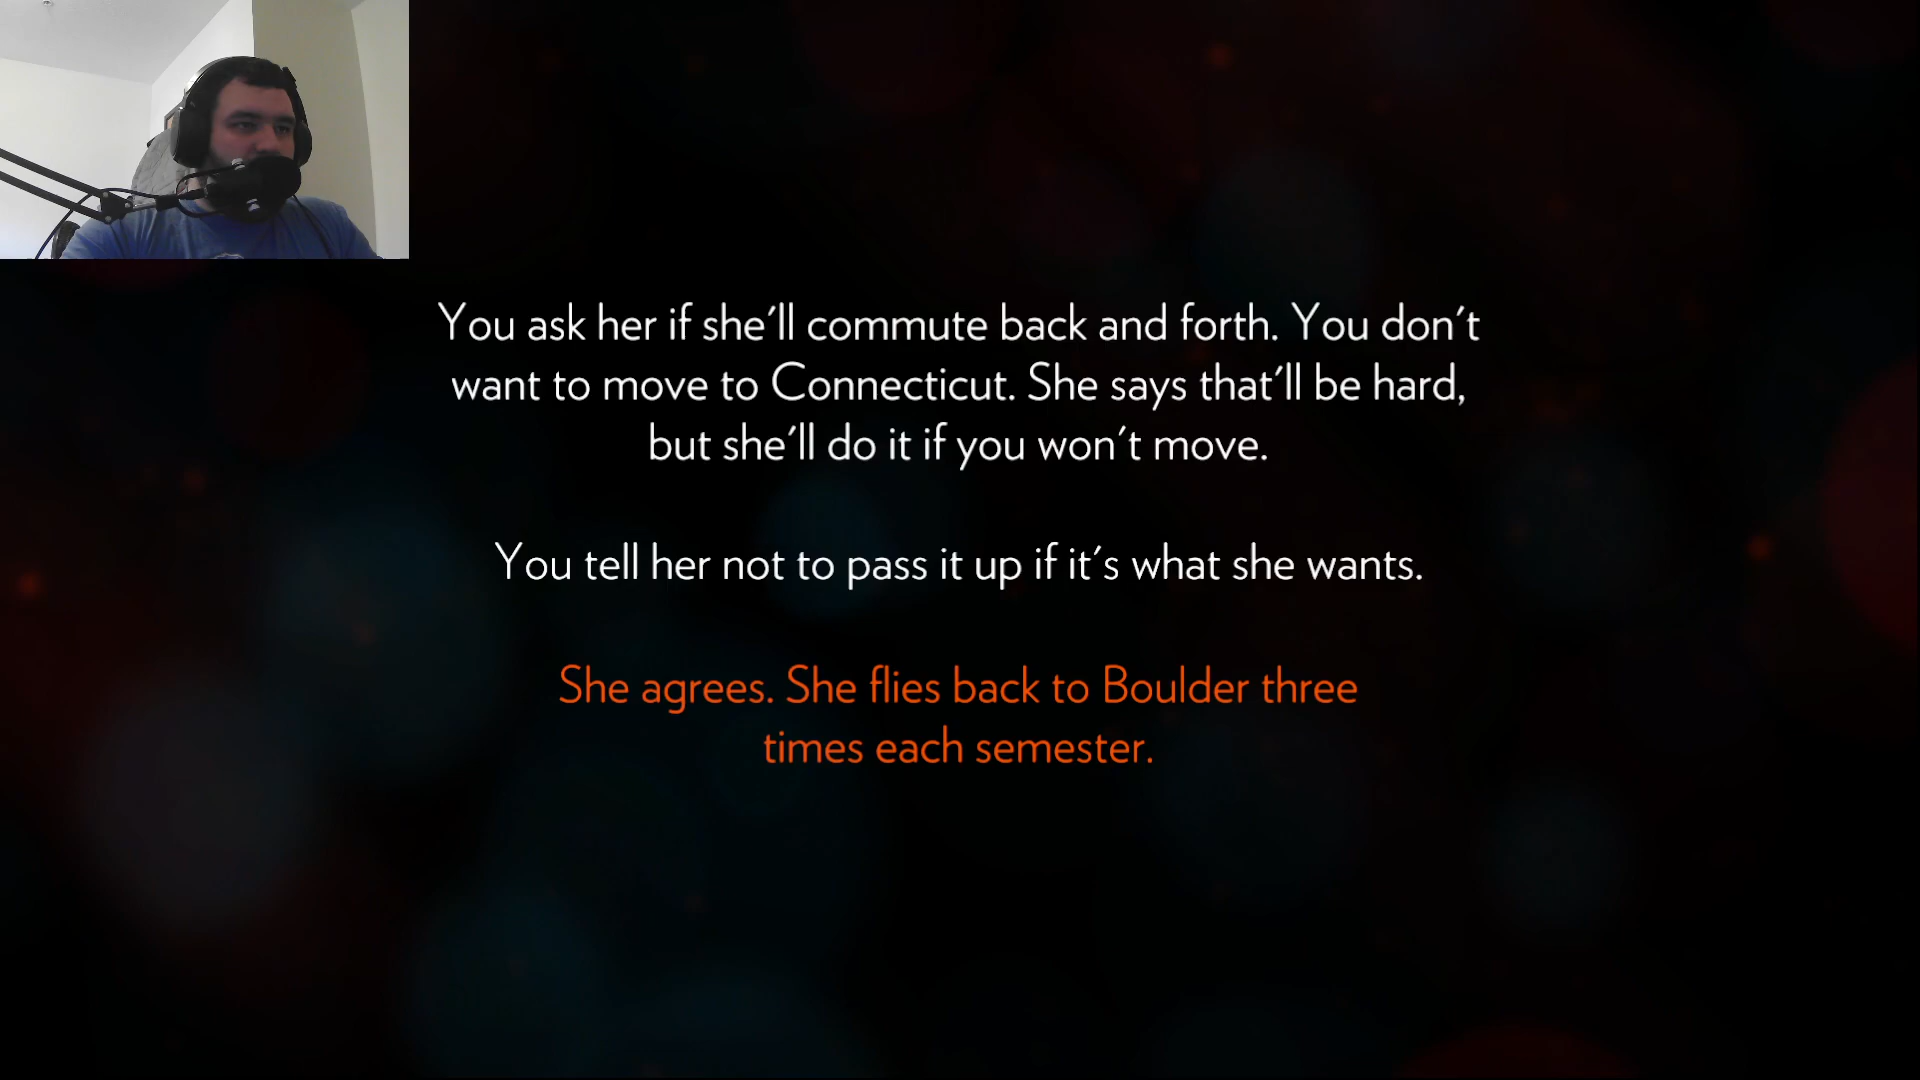 You ask her if she'll commute back and forth. You don't
want to move to Connecticut. She says that'll be hard,
but she'll do it if you won't move.
You tell her not to pass it up if it's what she wants.
She agrees. She flies back to Boulder three
times each semester.